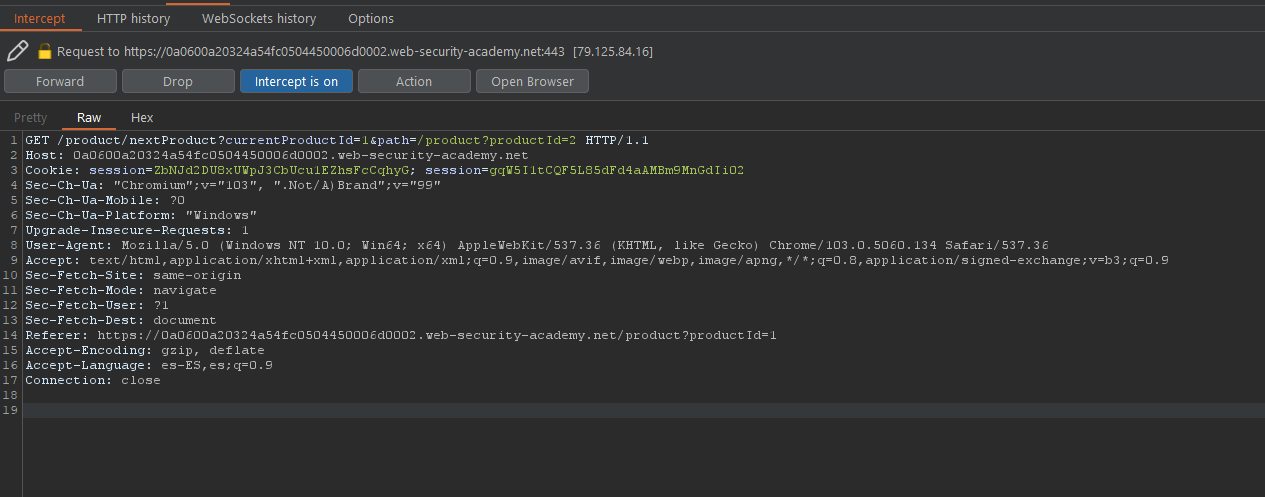 Intercept HTTP history WebSockets history Options
Request to https://0a0600a20324a54fc0504450006d0002.web-security-academy.net:443 [79.125.84.16]
Forward Drop Intercept is on Action Open Browser
Pretty Raw Hex
1 GET /product/nextProduct?currentProductId=1&path=/product?productId=2 HTTP/1.1
2 Host: 0a0600a20324a54fc0504450006d0002.web-security-academy.net
3 Cookie: session=ZbNJd2DU8xUWpJ3CbUcu1EZhsFcCqhyG; session=gqW5I1tCQF5L85dFd4aAMBm9MnGdIiO2
4 Sec-Ch-Ua: "Chromium";v="103", ".Not/A)Brand";v="99"
5 Sec-Ch-Ua-Mobile: ?0
6 Sec-Ch-Ua-Platform: "Windows"
7 Upgrade-Insecure-Requests: 1
8 User-Agent: Mozilla/5.0 (Windows NT 10.0; Win64; x64) AppleWebKit/537.36 (KHTML, like Gecko) Chrome/103.0.5060.134 Safari/537.36
9 Accept: text/html,application/xhtml+xml,application/xml;q=0.9,image/avif,image/webp,image/apng,*/*;q=0.8,application/signed-exchange;v=b3;q=0.9
10 Sec-Fetch-Site: same-origin
11 Sec-Fetch-Mode: navigate
12 Sec-Fetch-User: ?1
13 Sec-Fetch-Dest: document
14 Referer: https://0a0600a20324a54fc0504450006d0002.web-security-academy.net/product?productId=1
15 Accept-Encoding: gzip, deflate
16 Accept-Language: es-ES,es;q=0.9
17 Connection: close
18
19